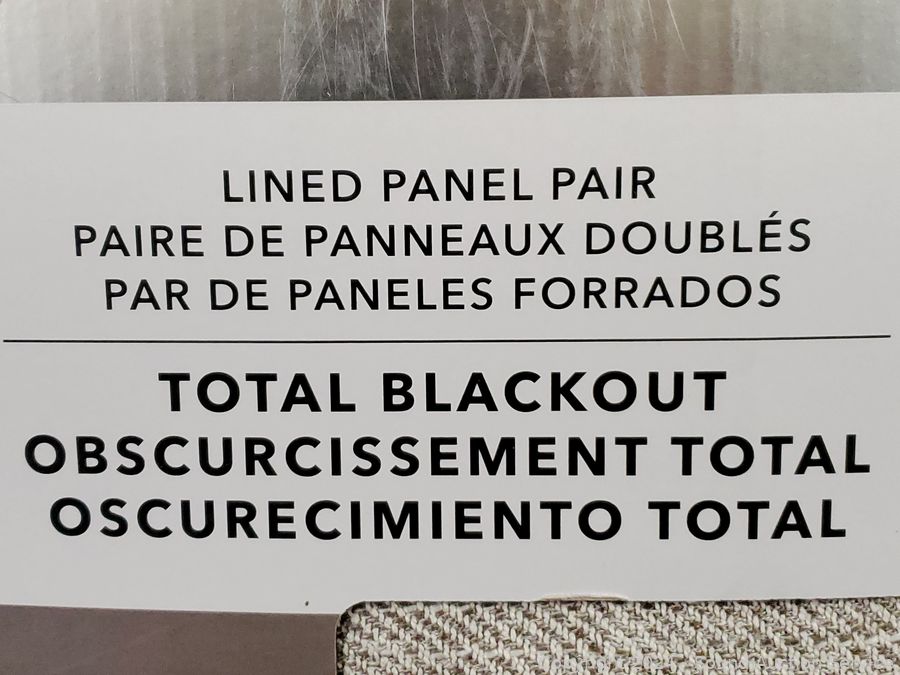 LINED PANEL PAIR
PAIRE DE PANNEAUX DOUBLÉS
PAR DE PANELES FORRADOS
TOTAL BLACKOUT
OBSCURCISSEMENT TOTAL
OSCURECIMIENTO TOTAL